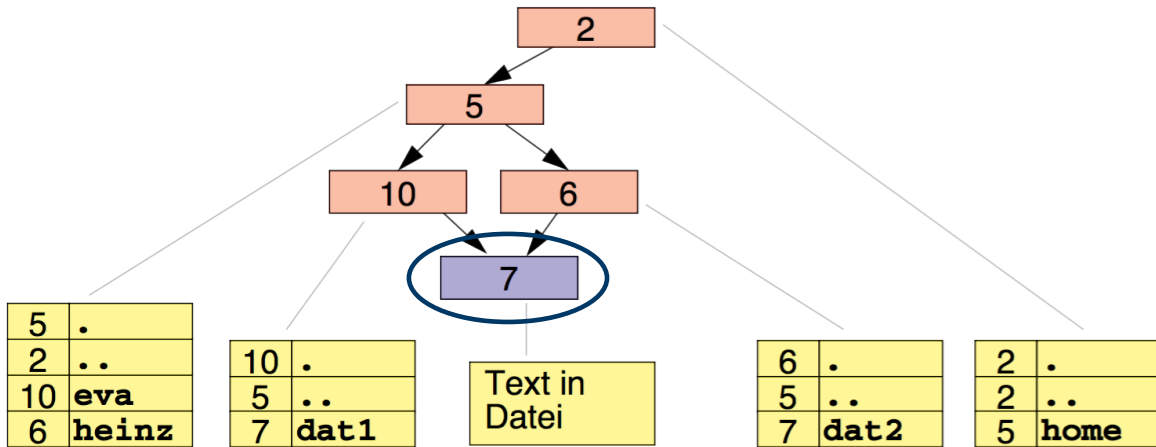 2
5
10 6
7
5 .
2 ..
10 eva
6 heinz
10 .
5 ..
7 dat1
Text in
Datei
6 .
5 ..
7 dat2
2 .
2 ..
5 home